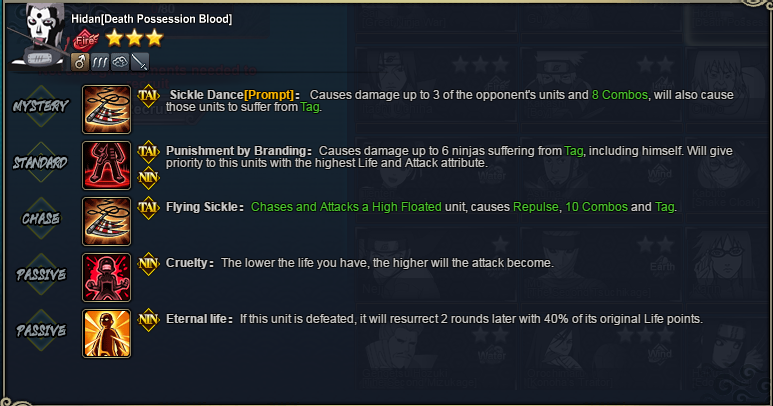 Hidan[Death Possession Blood]
Fire
MYSTERY
TAI
Sickle Dance[Prompt]： Causes damage up to 3 of the opponent's units and 8 Combos, will also cause
those units to suffer from Tag.
STANDARD
TAI
NIN
Punishment by Branding： Causes damage up to 6 ninjas suffering from Tag, including himself. Will give
priority to this units with the highest Life and Attack attribute.
CHASE
TAI
Flying Sickle： Chases and Attacks a High Floated unit, causes Repulse, 10 Combos and Tag.
PASSIVE
NIN
Cruelty： The lower the life you have, the higher will the attack become.
Earth
PASSIVE
NIN
Eternal life： If this unit is defeated, it will resurrect 2 rounds later with 40% of its original Life points.